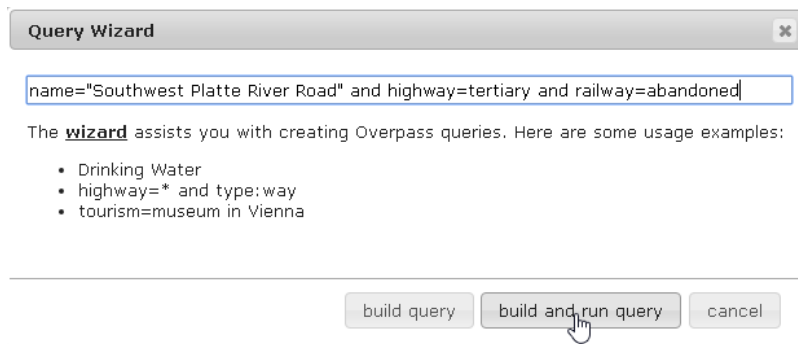 Query Wizard
name="Southwest Platte River Road" and highway=tertiary and railway=abandoned
The wizard assists you with creating Overpass queries. Here are some usage examples:
• Drinking Water
• highway=* and type:way
• tourism=museum in Vienna
build query build and run query cancel